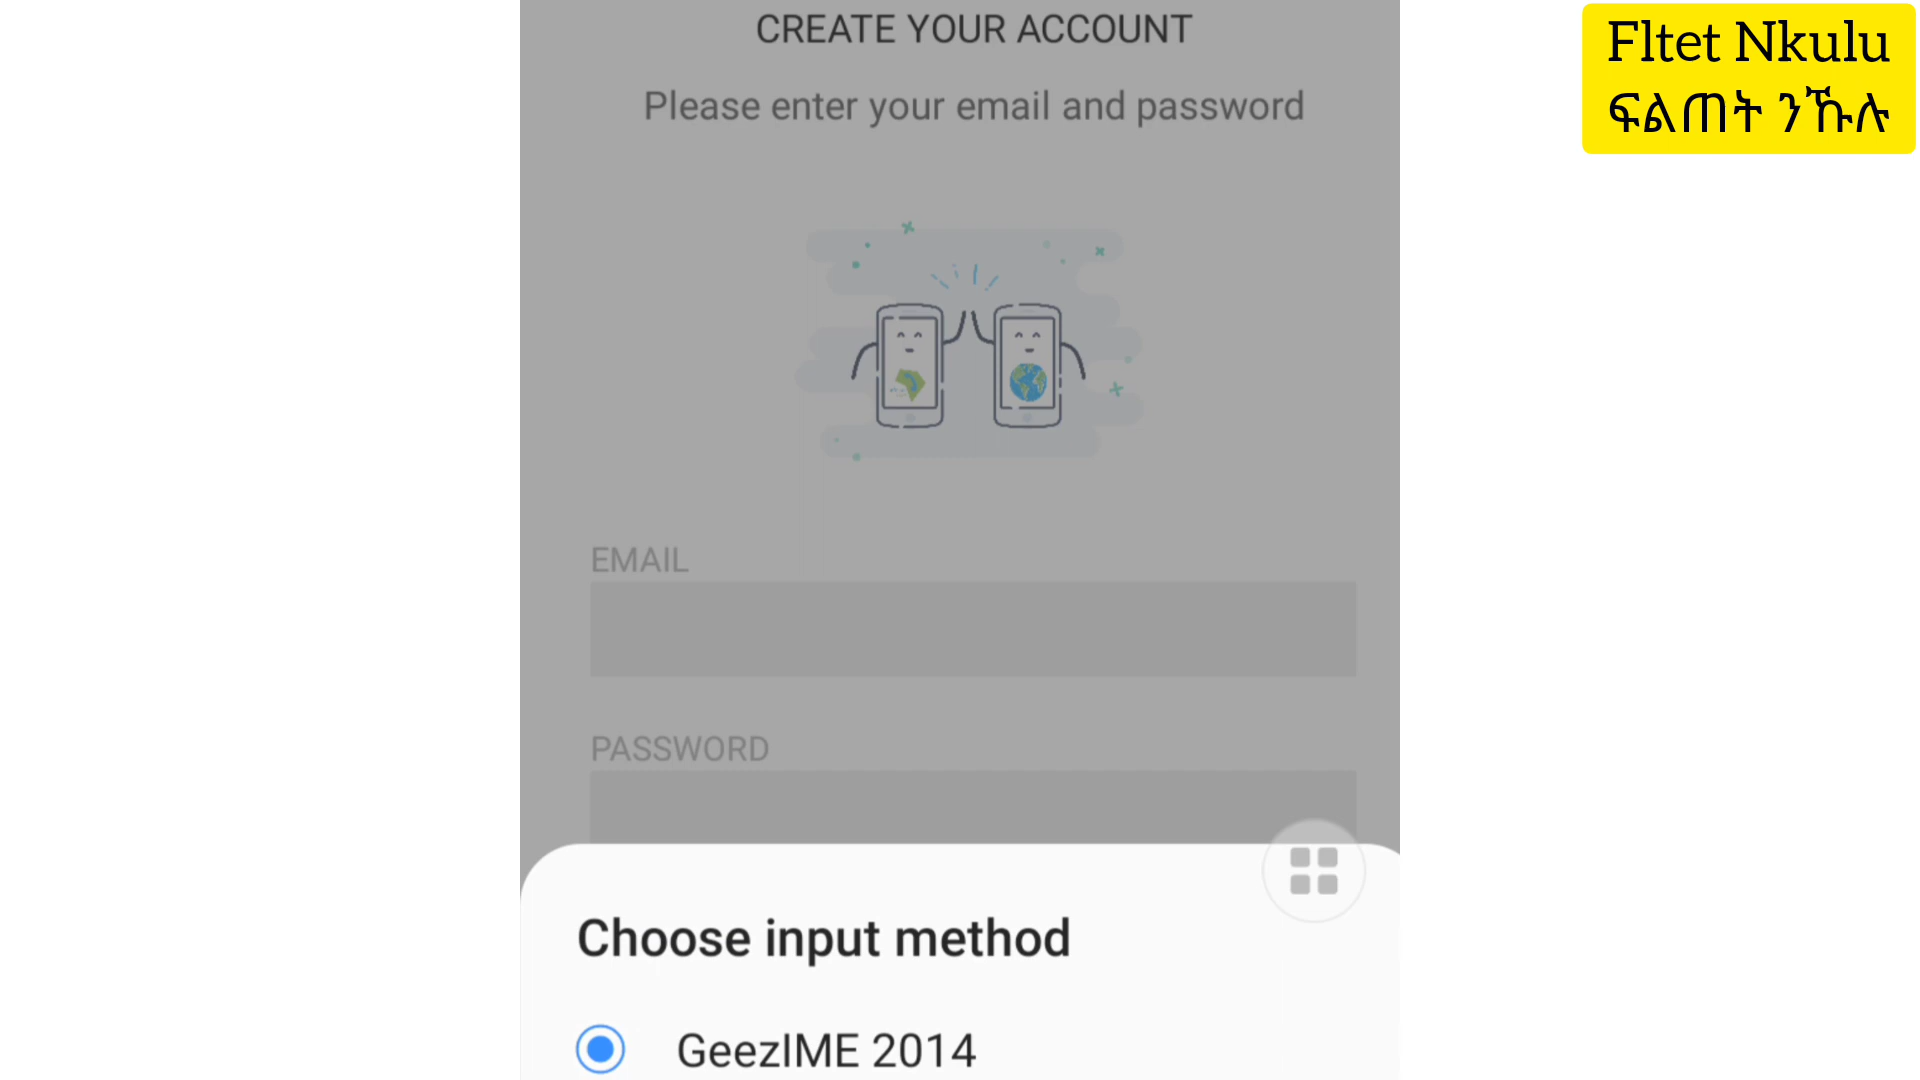 CREATE YOUR ACCOUNT
Please enter your email and password
Fltet Nkulu
ፍልጠት ንኹሉ
EMAIL
PASSWORD
Choose input method
GeezIME 2014